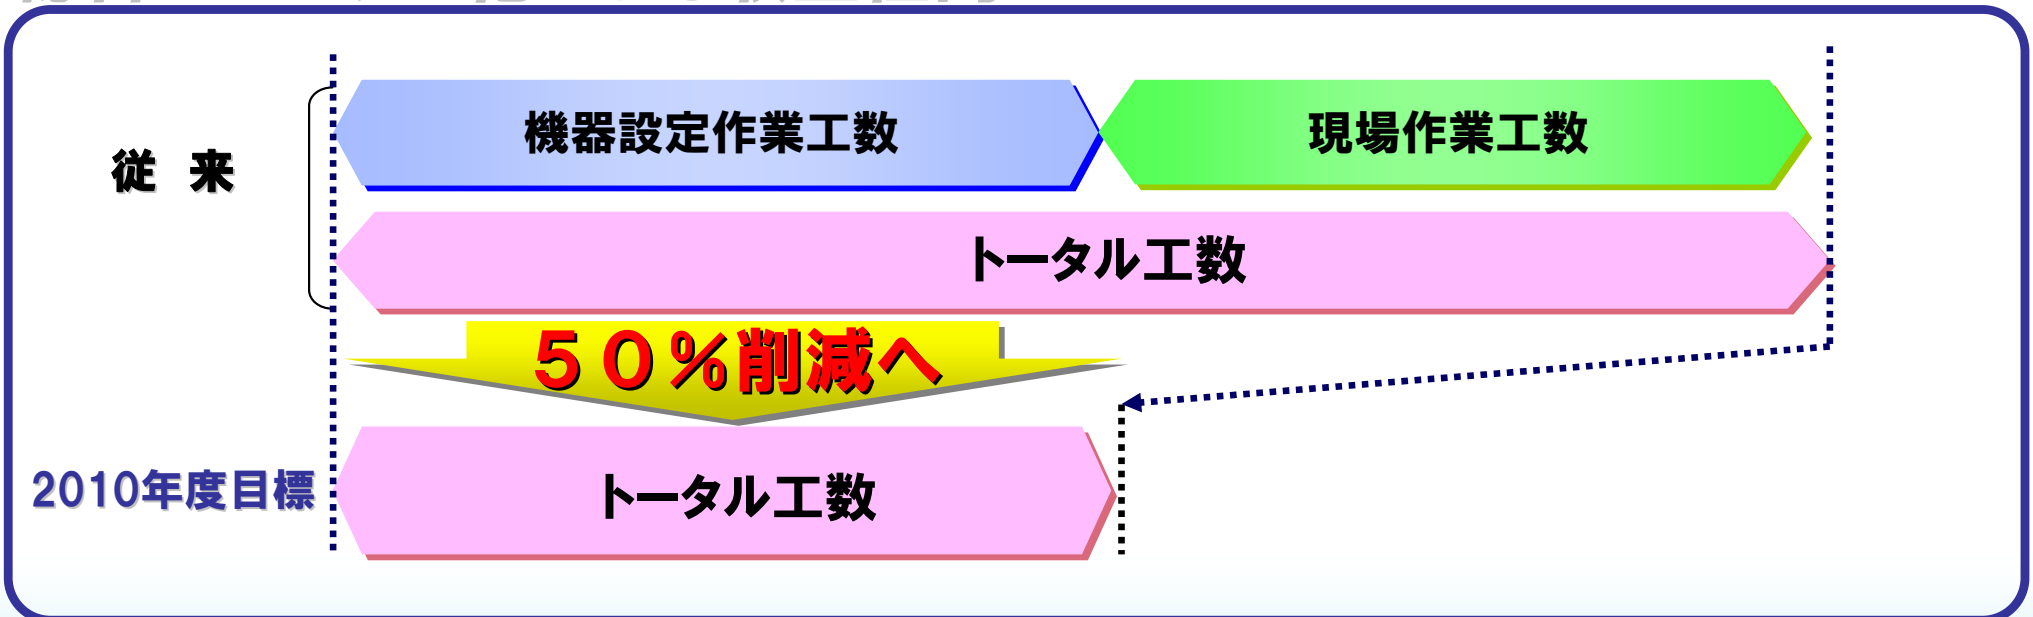 機器設定作業工数
現場作業工数
従 来
トータル工数
50%削減へ
2010年度目標
トータル工数